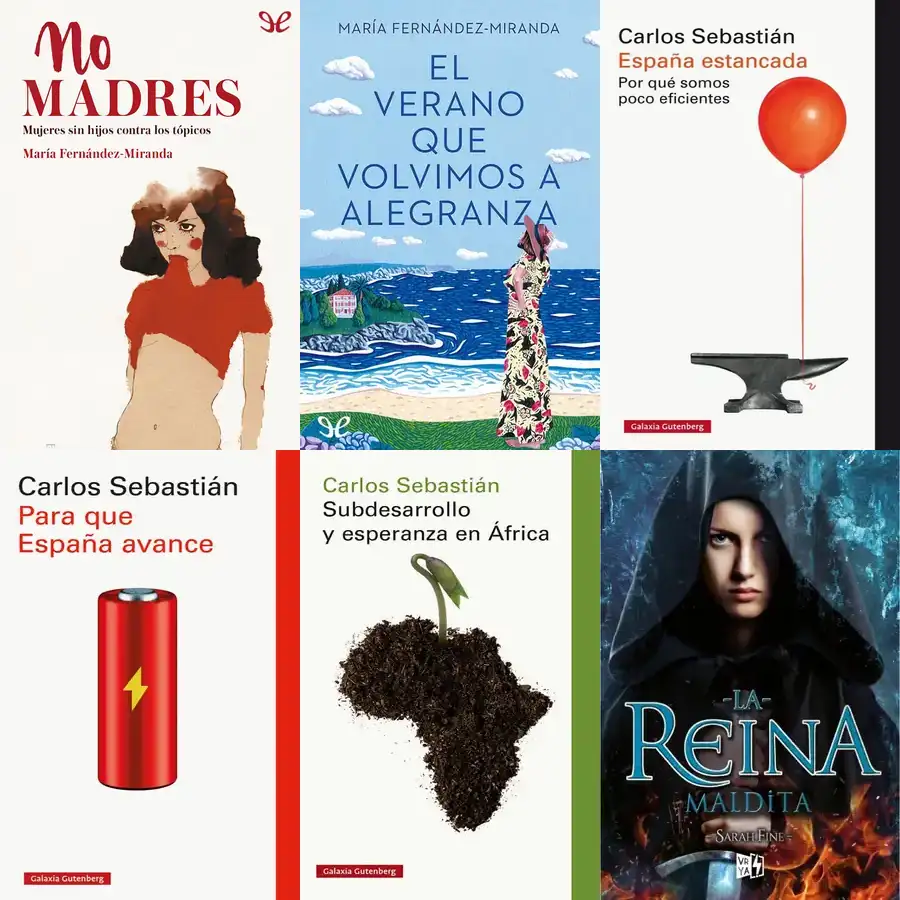 No
MADRES
Mujeres sin hijos contra los tópicos
María Fernández-Miranda
MARÍA FERNÁNDEZ-MIRANDA
EL
VERANO
QUE
VOLVIMOS A
ALEGRANZA
Carlos Sebastián
España estancada
Por qué somos
poco eficientes
Galaxia Gutenberg
Carlos Sebastián
Para que
España avance
Galaxia Gutenberg
Carlos Sebastián
Subdesarrollo
y esperanza en África
Galaxia Gutenberg
-LA-
REINA
MALDITA
-SARAH FINE-
VR
YA